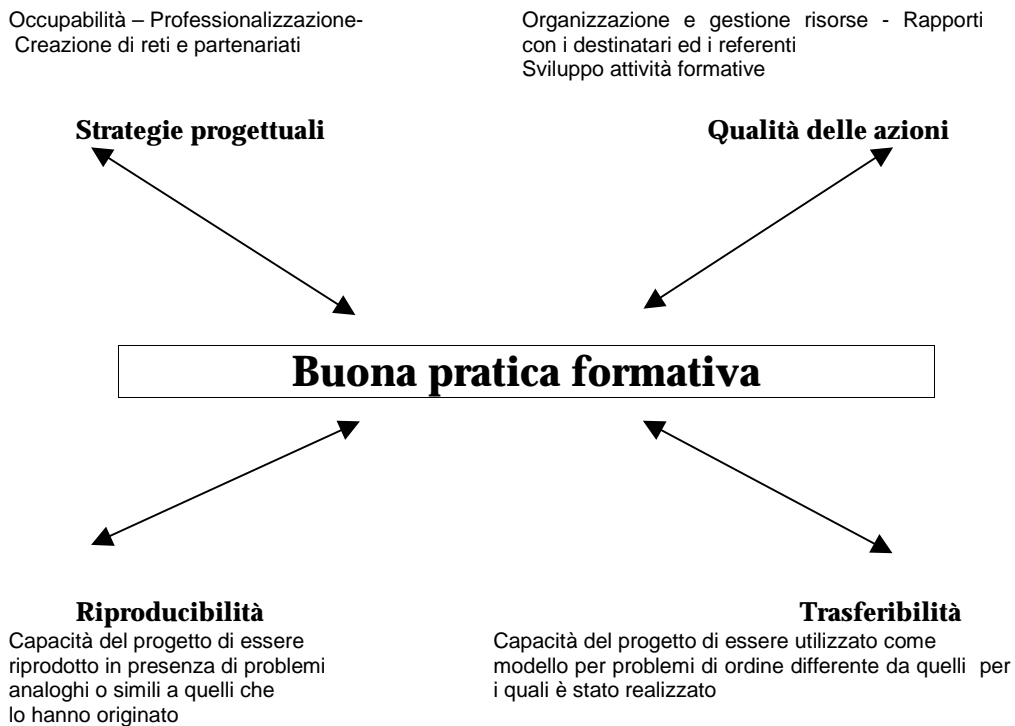 Occupabilità – Professionalizzazione-
Creazione di reti e partenariati
Organizzazione e gestione risorse - Rapporti
con i destinatari ed i referenti
Sviluppo attività formative
Strategie progettuali
Qualità delle azioni
Buona pratica formativa
Riproducibilità
Capacità del progetto di essere
riprodotto in presenza di problemi
analoghi o simili a quelli che
lo hanno originato
Trasferibilità
Capacità del progetto di essere utilizzato come
modello per problemi di ordine differente da quelli per
i quali è stato realizzato